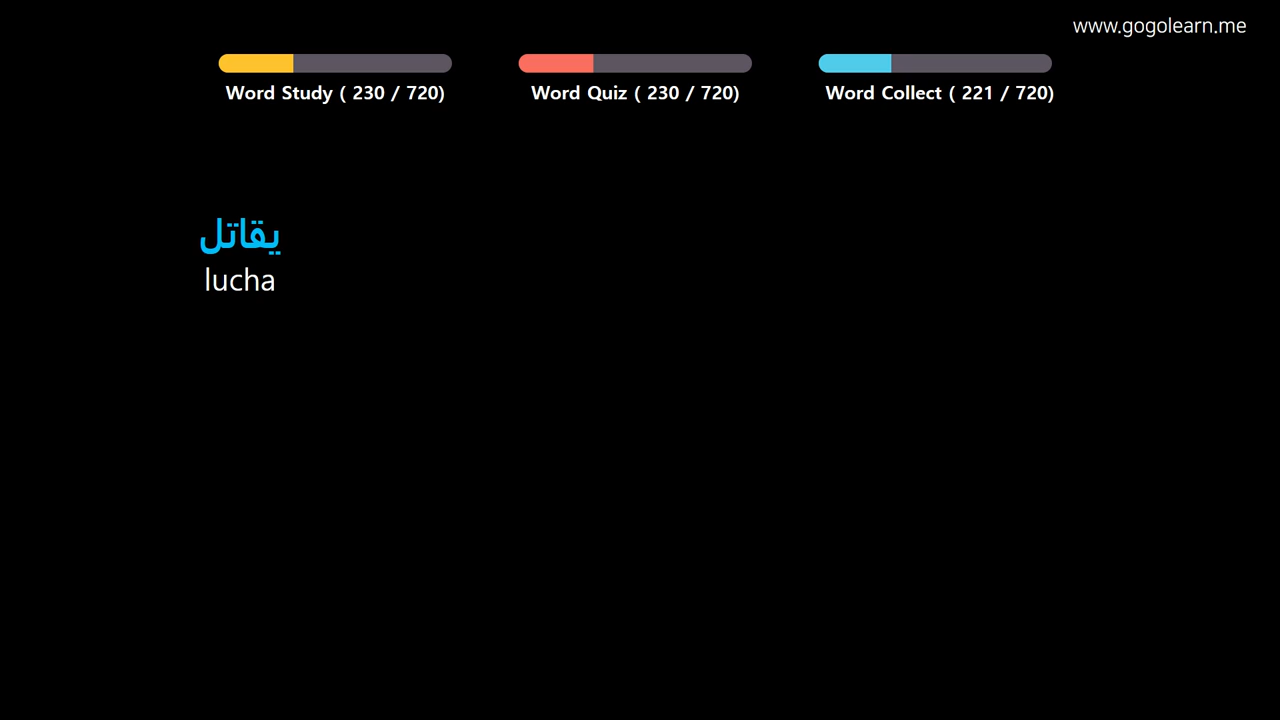 www.gogolearn.me
Word Study ( 230 / 720)
Word Quiz ( 230 / 720)
Word Collect ( 221 / 720)
يقاتل
lucha